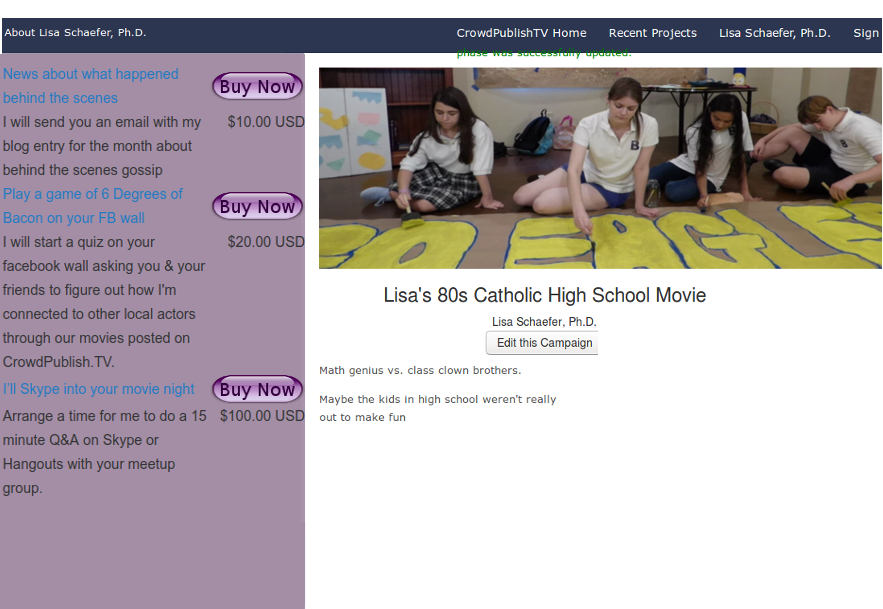 About Lisa Schaefer, Ph.D.
CrowdPublishTV Home Recent Projects Lisa Schaefer, Ph.D. Sign
phase was successfully updated.
News about what happened
behind the scenes
Buy Now
I will send you an email with my
$10.00 USD
blog entry for the month about
behind the scenes gossip
Play a game of 6 Degrees of
Bacon on your FB wall
Buy Now
I will start a quiz on your
$20.00 USD
facebook wall asking you & your
friends to figure out how I'm
connected to other local actors
through our movies posted on
CrowdPublish.TV.
I'll Skype into your movie night
Buy Now
Arrange a time for me to do a 15
$100.00 USD
minute Q&A on Skype or
Hangouts with your meetup
group.
B
B
GO EAGLES
Lisa's 80s Catholic High School Movie
Lisa Schaefer, Ph.D.
Edit this Campaign
Math genius vs. class clown brothers.
Maybe the kids in high school weren't really
out to make fun